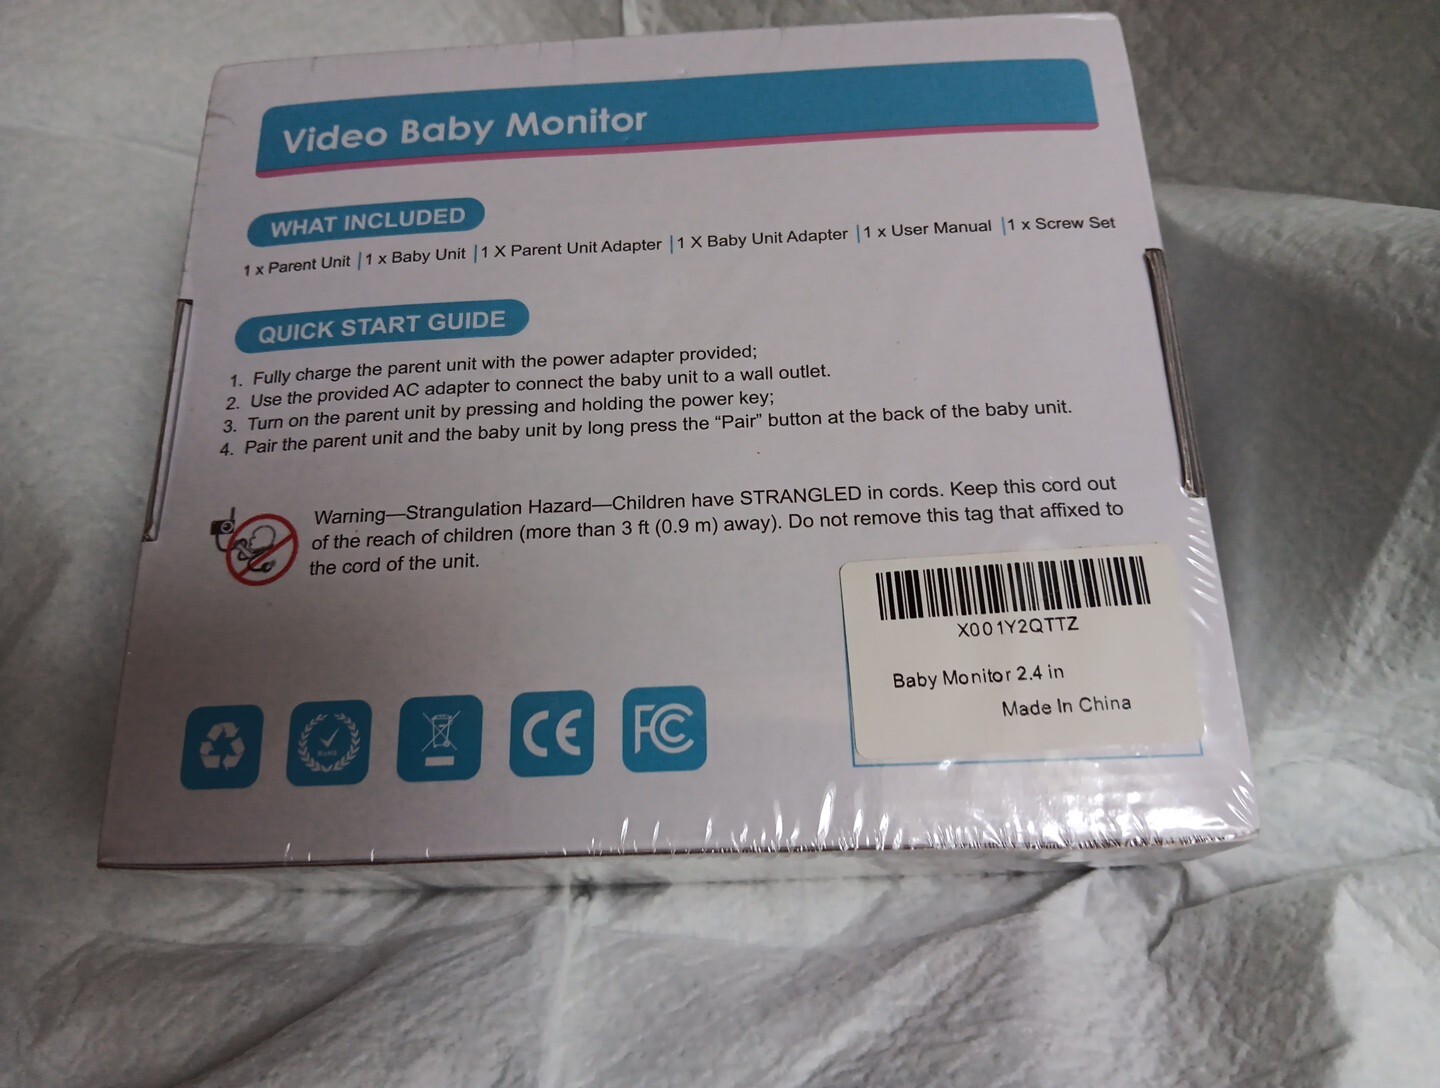 Video Baby Monitor
WHAT INCLUDED
1 x Parent Unit | 1 x Baby Unit | 1 X Parent Unit Adapter | 1 X Baby Unit Adapter | 1 x User Manual | 1 x Screw Set
QUICK START GUIDE
1. Fully charge the parent unit with the power adapter provided;
2. Use the provided AC adapter to connect the baby unit to a wall outlet.
3. Turn on the parent unit by pressing and holding the power key;
4. Pair the parent unit and the baby unit by long press the “Pair” button at the back of the baby unit.
Warning—Strangulation Hazard—Children have STRANGLED in cords. Keep this cord out
of the reach of children (more than 3 ft (0.9 m) away). Do not remove this tag that affixed to
the cord of the unit.
X001Y2QTTZ
Baby Monitor 2.4 in
Made In China
RoHS
CE
FC